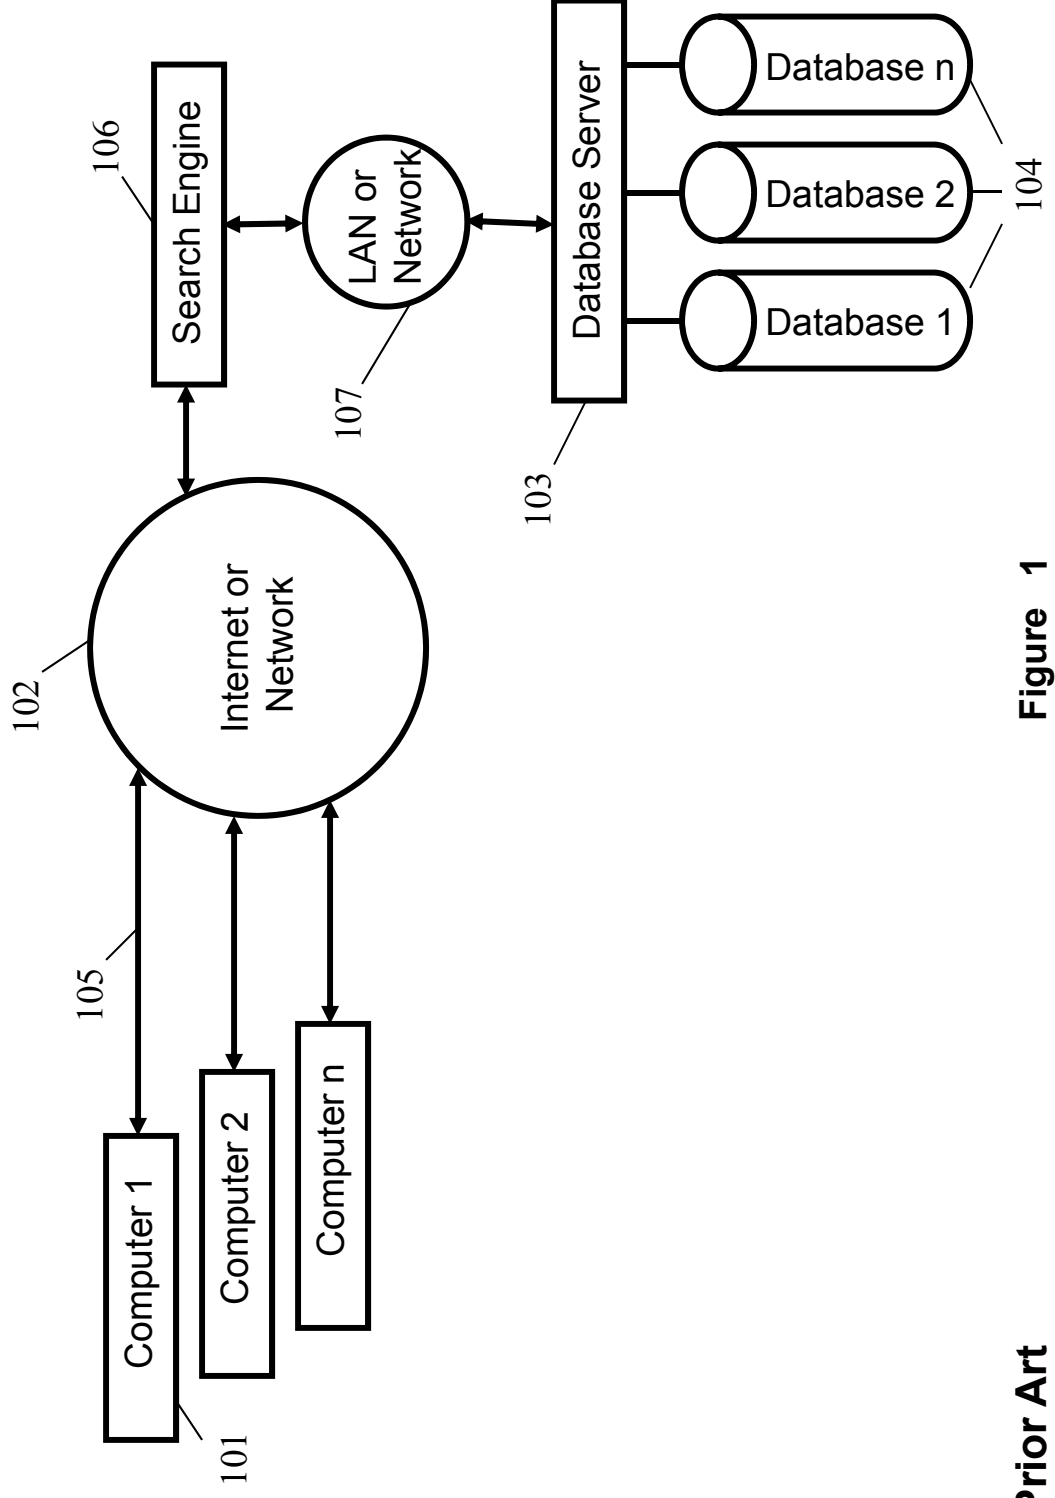 102
105
106
Computer 1
Computer 2
Computer n
101
Internet or
Network
Search Engine
LAN or
Network
107
103
Database Server
Database 1
Database 2
Database n
104
Prior Art
Figure 1